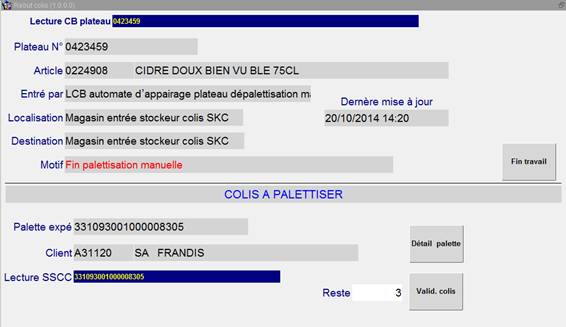 Rebut colis (1.0.0.0)
Lecture CB plateau 0423459
Plateau N° 0423459
Article 0224908 CIDRE DOUX BIEN VU BLE 75CL
Entré par LCB automate d'appairage plateau dépalettisation ma
Dernère mise à jour
Localisation Magasin entrée stockeur colis SKC 20/10/2014 14:20
Destination Magasin entrée stockeur colis SKC
Motif Fin palettisation manuelle Fin travail
COLIS A PALETTISER
Palette expé 331093001000008305
Détail palette
Client A31120 SA FRANDIS
Lecture SSCC 331093001000008305
Reste 3 Valid. colis